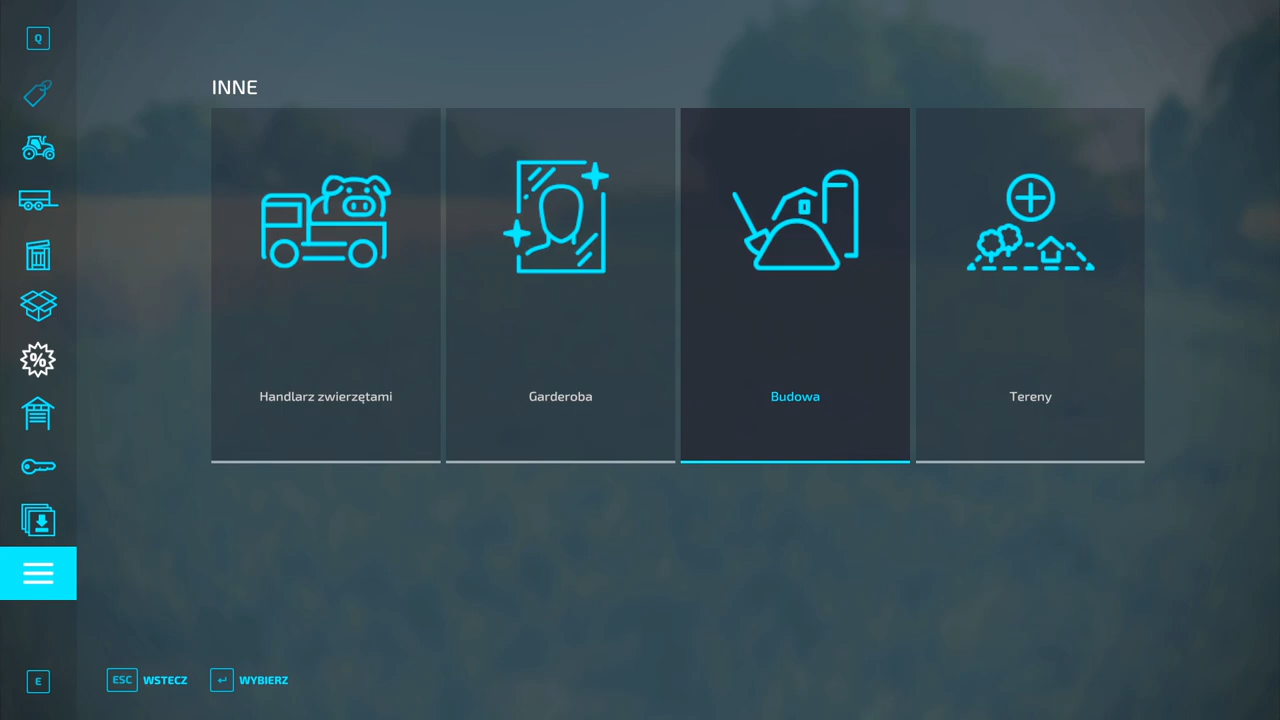 Q
INNE
%
Handlarz zwierzętami
Garderoba
Budowa
Tereny
E
ESC WSTECZ
↵ WYBIERZ